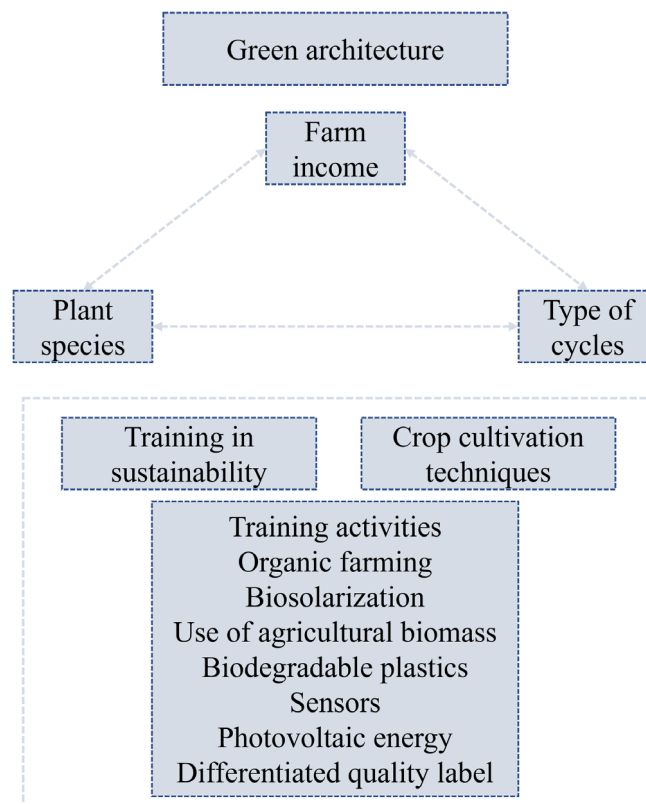 Green architecture
Farm
income
Plant
species
Type of
cycles
Training in
sustainability
Crop cultivation
techniques
Training activities
Organic farming
Biosolarization
Use of agricultural biomass
Biodegradable plastics
Sensors
Photovoltaic energy
Differentiated quality label